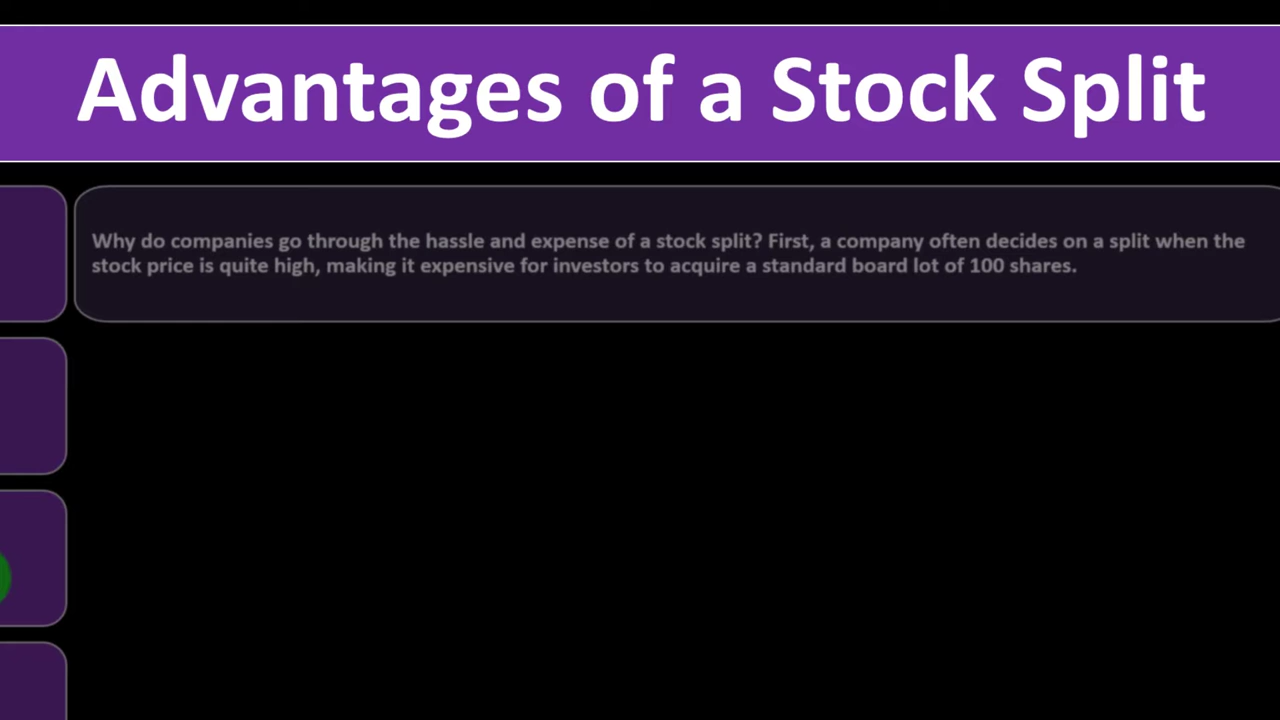 Advantages of a Stock Split
Why do companies go through the hassle and expense of a stock split? First, a company often decides on a split when the
stock price is quite high, making it expensive for investors to acquire a standard board lot of 100 shares.